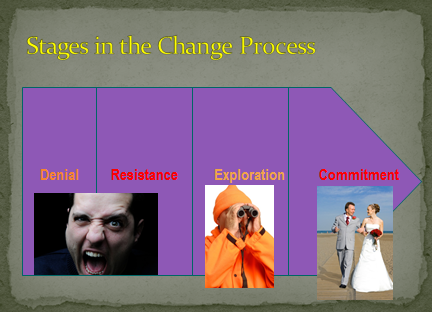 Stages in the Change Process
Denial Resistance Exploration Commitment